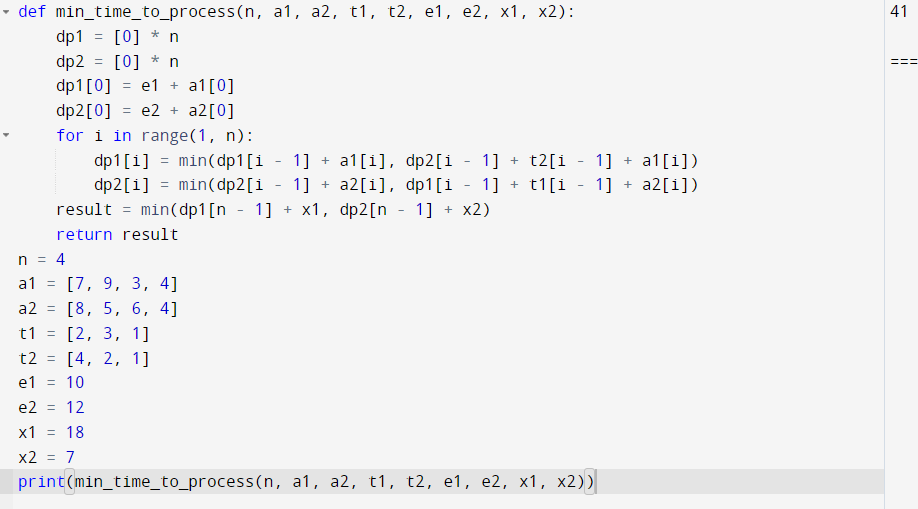 def min_time_to_process(n, a1, a2, t1, t2, e1, e2, x1, x2):
    dp1 = [0] * n
    dp2 = [0] * n
    dp1[0] = e1 + a1[0]
    dp2[0] = e2 + a2[0]
    for i in range(1, n):
        dp1[i] = min(dp1[i - 1] + a1[i], dp2[i - 1] + t2[i - 1] + a1[i])
        dp2[i] = min(dp2[i - 1] + a2[i], dp1[i - 1] + t1[i - 1] + a2[i])
    result = min(dp1[n - 1] + x1, dp2[n - 1] + x2)
    return result
n = 4
a1 = [7, 9, 3, 4]
a2 = [8, 5, 6, 4]
t1 = [2, 3, 1]
t2 = [4, 2, 1]
e1 = 10
e2 = 12
x1 = 18
x2 = 7
print(min_time_to_process(n, a1, a2, t1, t2, e1, e2, x1, x2))
41
===